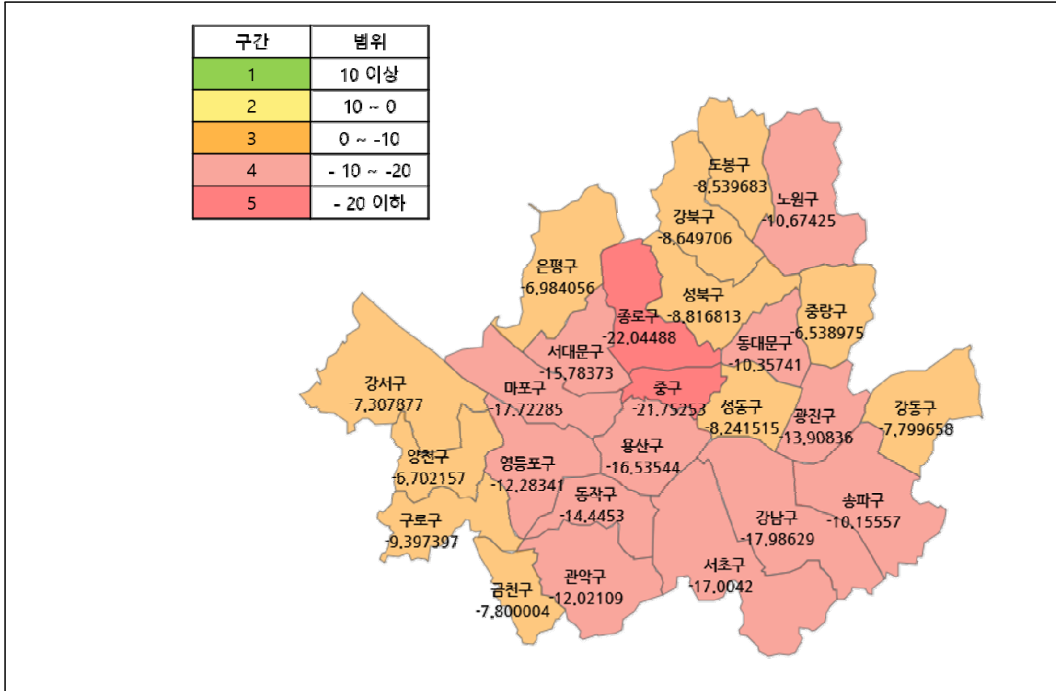 구간 범위
1 10 이상
2 10 ~ 0
3 0 ~ -10
4 - 10 ~ -20
5 - 20 이하
도봉구
-8,539683
노원구
-10,67425
강북구
-8,649706
은평구
-6,984056
성북구
-8,816813
중랑구
-6,538975
종로구
-22,04488
동대문구
-10,35741
서대문구
-15,78373
강서구
7,307877
마포구
-17,72285
중구
-21,75253
성동구
-8,241515
광진구
-13,90836
강동구
-7,799658
양천구
-6,702157
영등포구
-12,28341
용산구
-16,53544
동작구
-14,4453
송파구
-10,15557
구로구
-9,397397
강남구
-17,98629
서초구
-17,0042
관악구
-12,02109
금천구
-7,800004